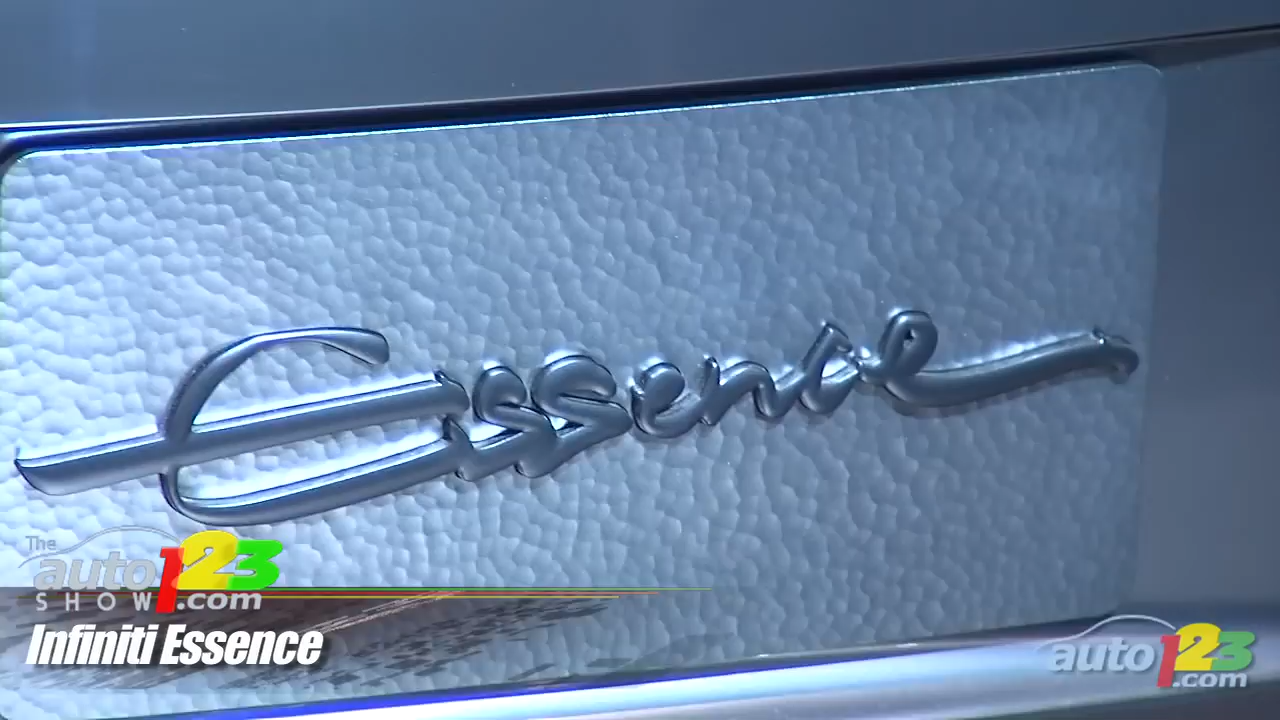 Essence
The
auto123
SHOW.com
Infiniti Essence
auto123
.com